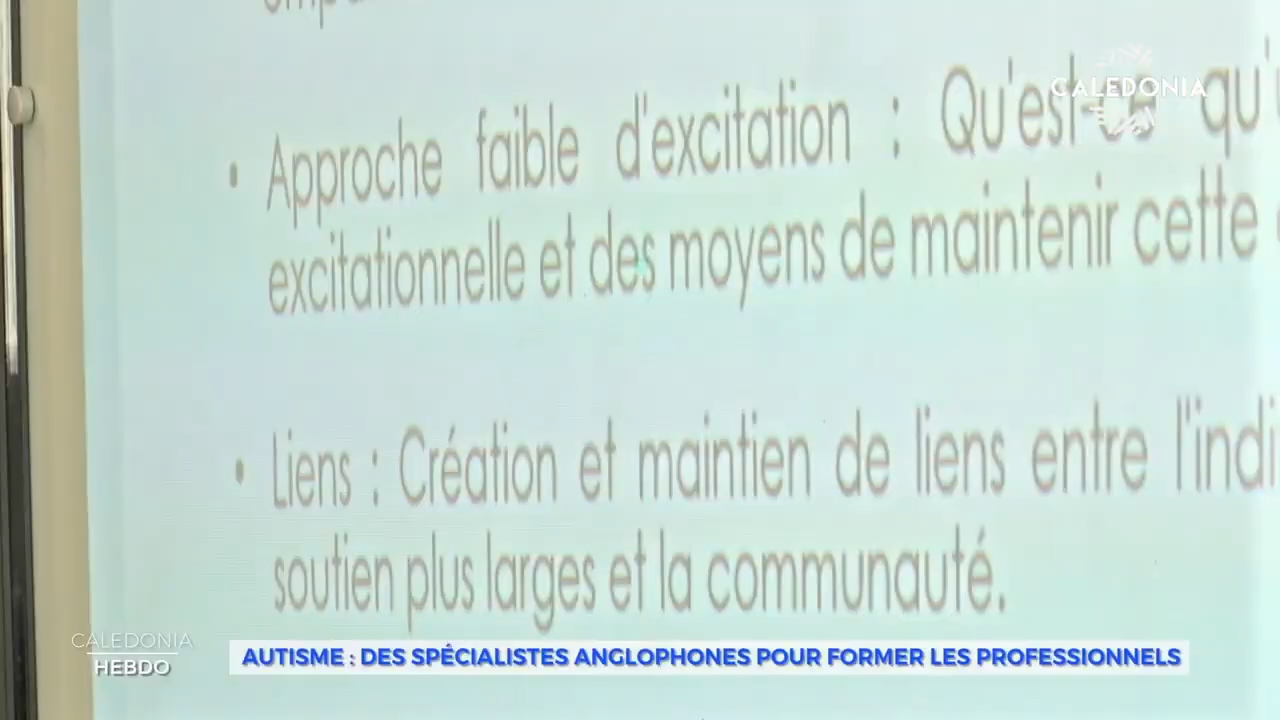 • Approche faible d'excitation : Qu'est-ce qu'
excitationnelle et des moyens de maintenir cette
• Liens : Création et maintien de liens entre l'indi
soutien plus larges et la communauté.
CALEDONIA
CALEDONIA
HEBDO
AUTISME : DES SPÉCIALISTES ANGLOPHONES POUR FORMER LES PROFESSIONNELS